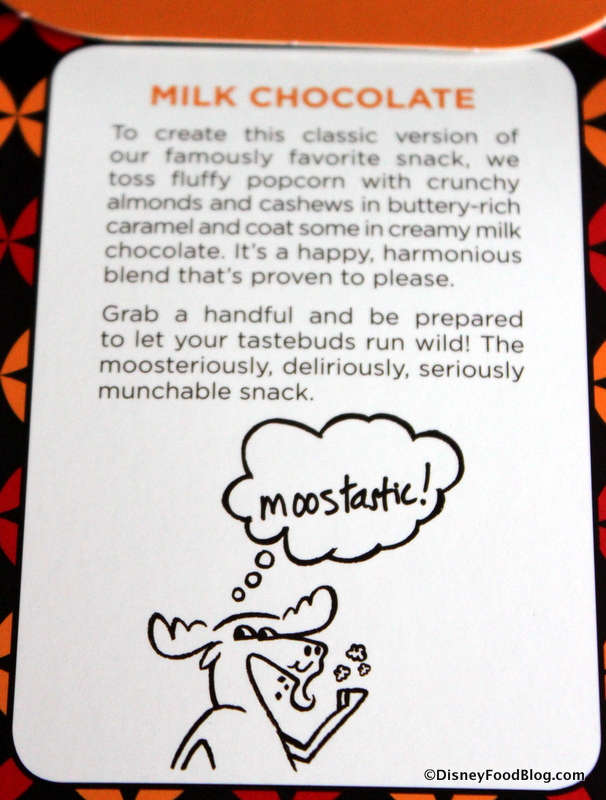 MILK CHOCOLATE
To create this classic version of
our famously favorite snack, we
toss fluffy popcorn with crunchy
almonds and cashews in buttery-rich
caramel and coat some in creamy milk
chocolate. It's a happy, harmonious
blend that's proven to please.
Grab a handful and be prepared
to let your tastebuds run wild! The
moosteriously, deliriously, seriously
munchable snack.
moostastic!
©DisneyFoodBlog.com